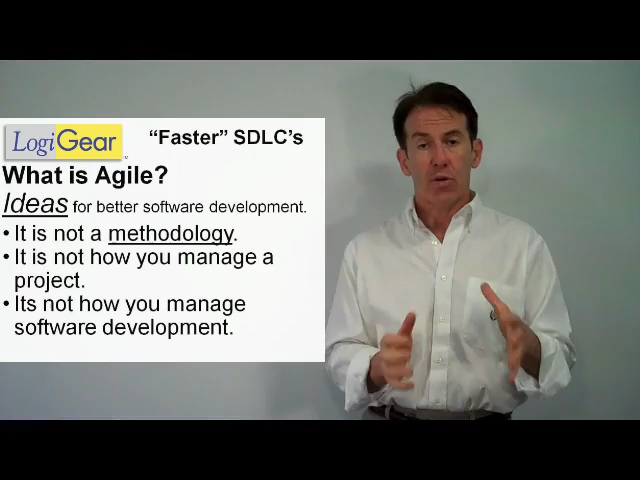 LogiGear
"Faster" SDLC's
What is Agile?
Ideas for better software development.
• It is not a methodology.
• It is not how you manage a
project.
• Its not how you manage
software development.